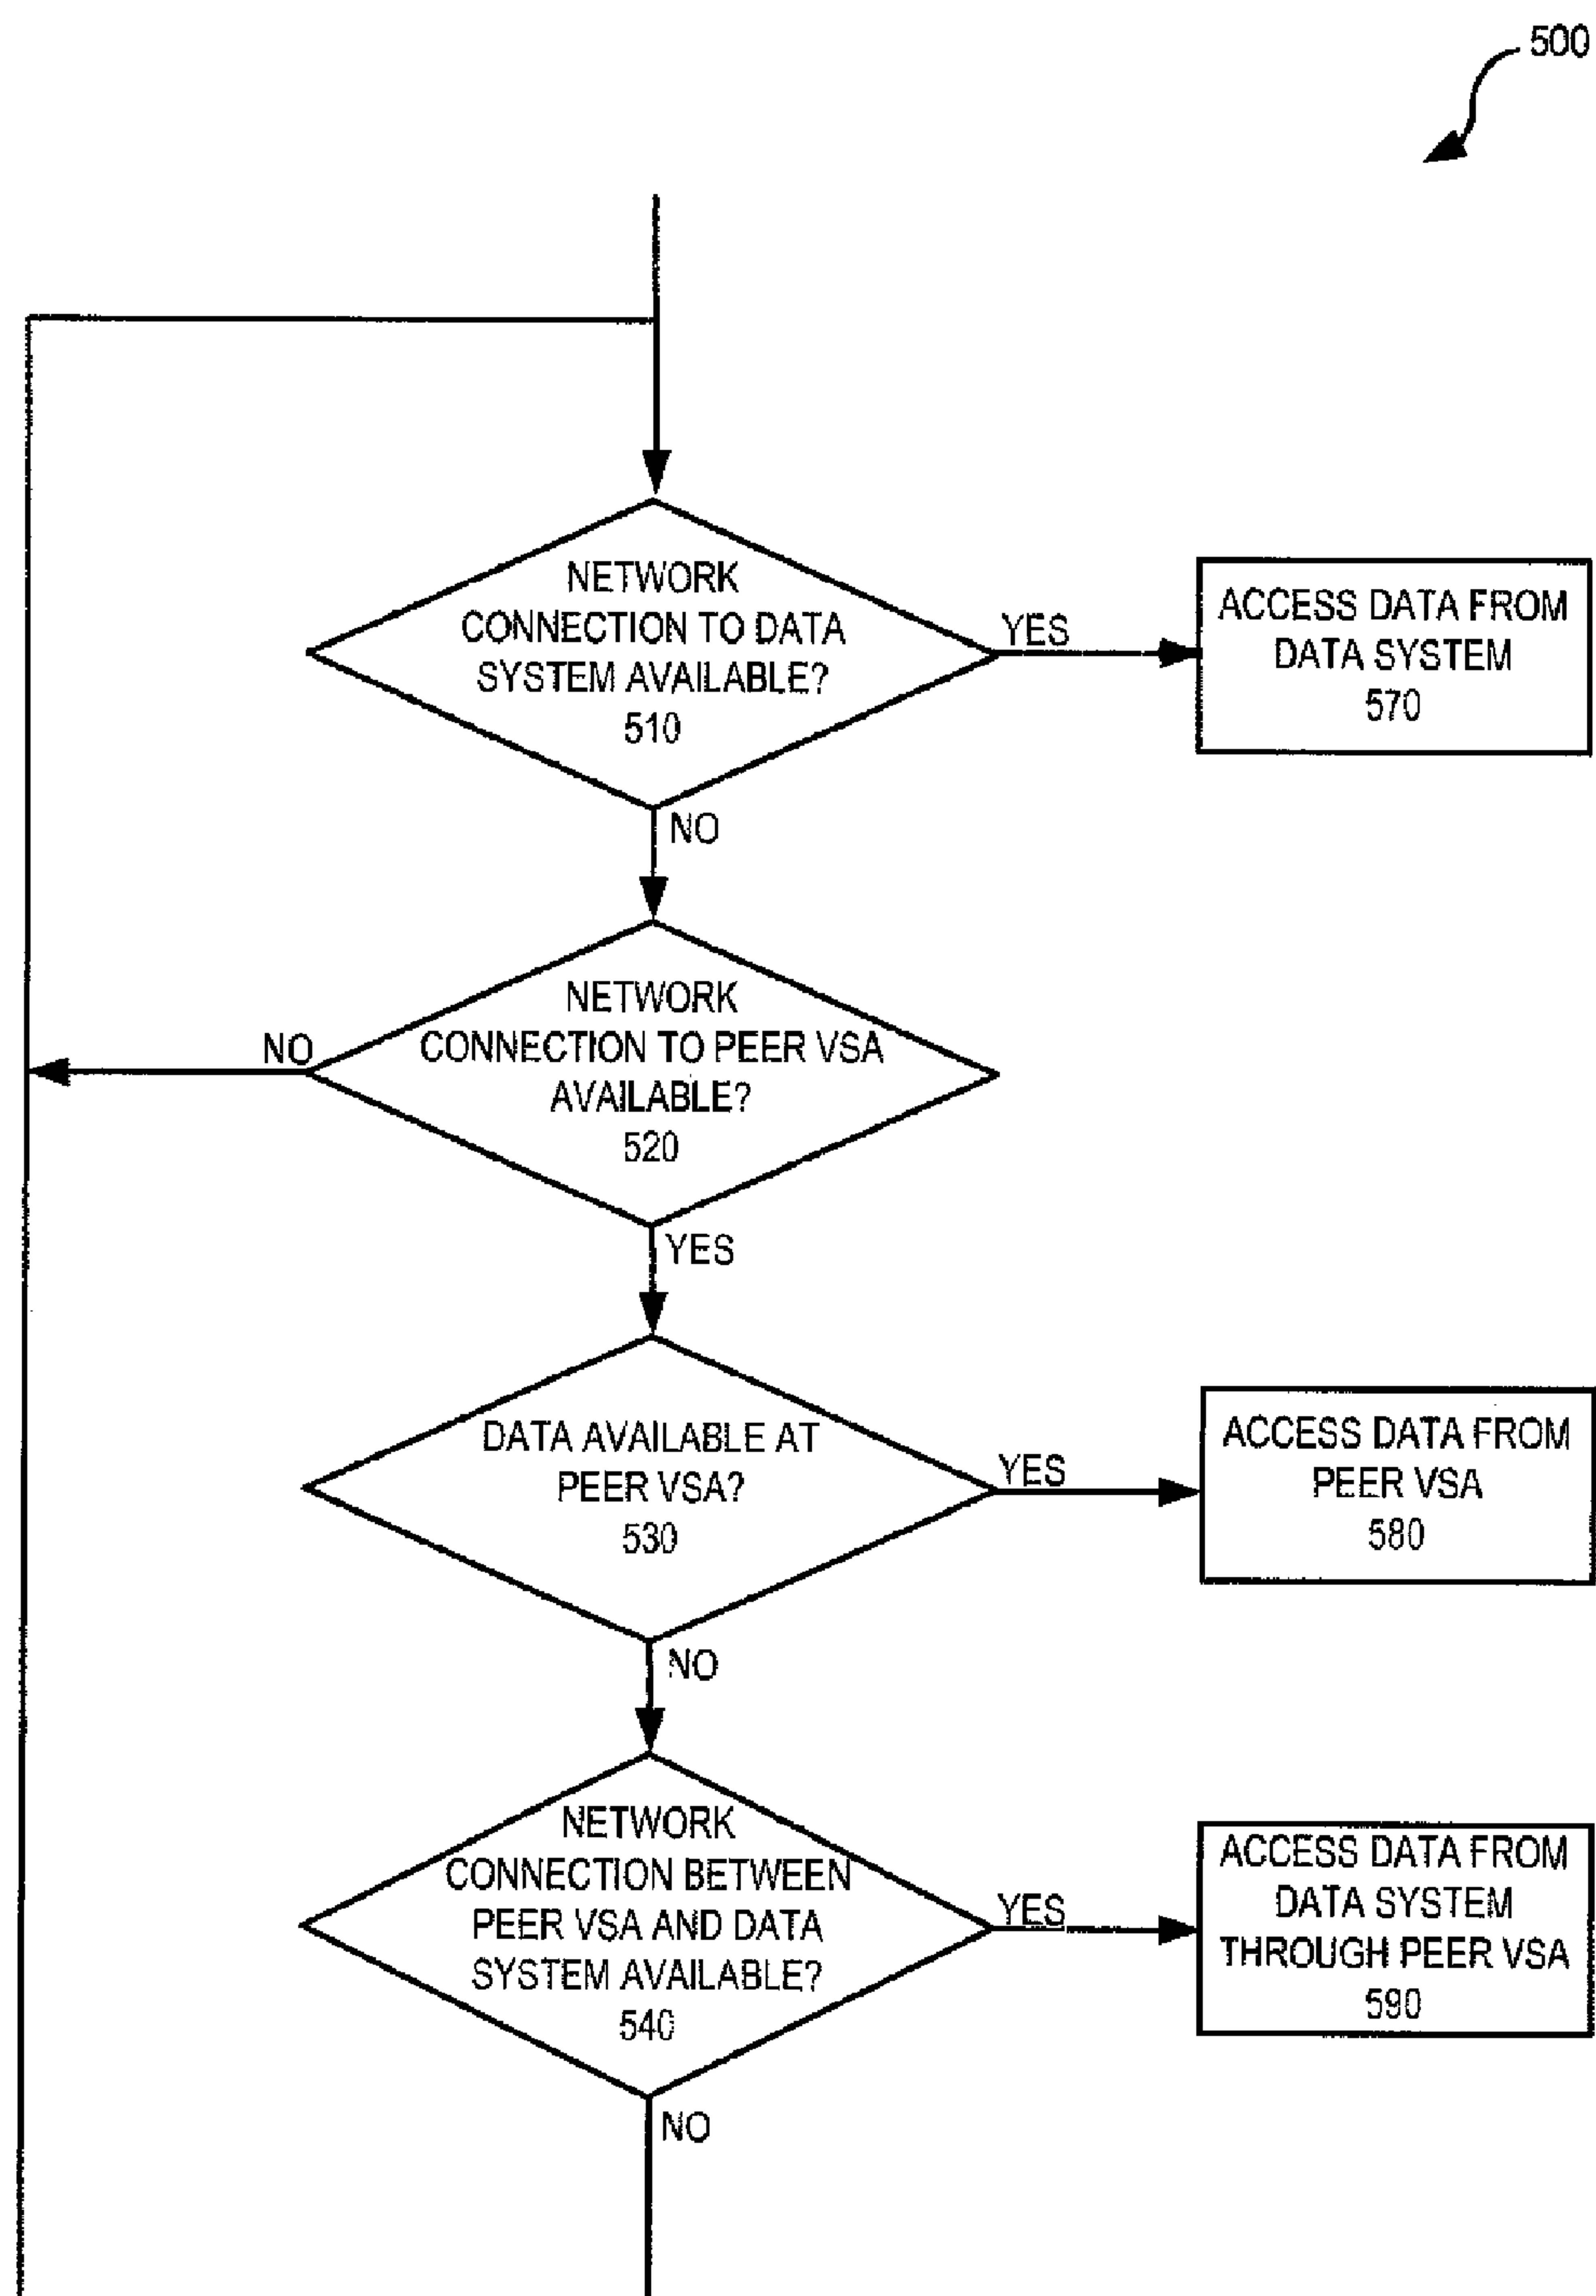 500
NETWORK
CONNECTION TO DATA
SYSTEM AVAILABLE?
510
YES
ACCESS DATA FROM
DATA SYSTEM
570
NO
NETWORK
CONNECTION TO PEER VSA
AVAILABLE?
520
NO
YES
DATA AVAILABLE AT
PEER VSA?
530
YES
ACCESS DATA FROM
PEER VSA
580
NO
NETWORK
CONNECTION BETWEEN
PEER VSA AND DATA
SYSTEM AVAILABLE?
540
YES
ACCESS DATA FROM
DATA SYSTEM
THROUGH PEER VSA
590
NO